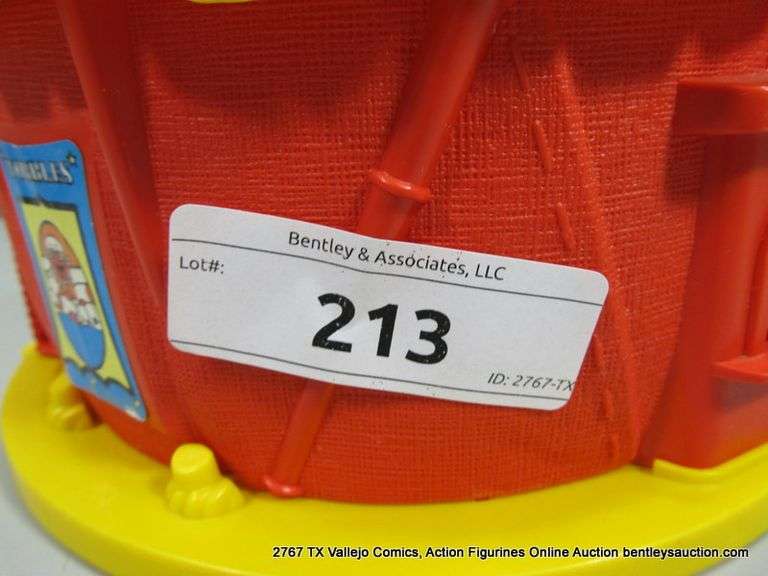 Bentley & Associates, LLC
Lot#:
213
ID: 2767-TX
2767 TX Vallejo Comics, Action Figurines Online Auction bentleysauction.com